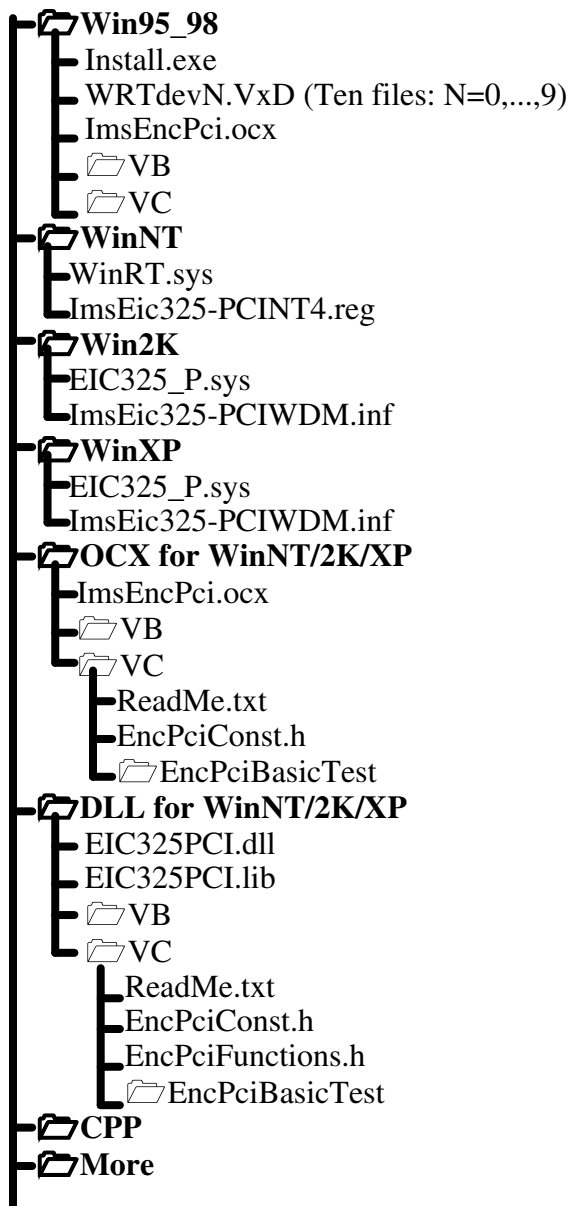 Win95_98
Install.exe
WRTdevN.VxD (Ten files: N=0,...,9)
ImsEncPci.ocx
VB
VC
WinNT
WinRT.sys
ImsEic325-PCINT4.reg
Win2K
EIC325_P.sys
ImsEic325-PCIWDM.inf
WinXP
EIC325_P.sys
ImsEic325-PCIWDM.inf
OCX for WinNT/2K/XP
ImsEncPci.ocx
VB
VC
ReadMe.txt
EncPciConst.h
EncPciBasicTest
DLL for WinNT/2K/XP
EIC325PCI.dll
EIC325PCI.lib
VB
VC
ReadMe.txt
EncPciConst.h
EncPciFunctions.h
EncPciBasicTest
CPP
More